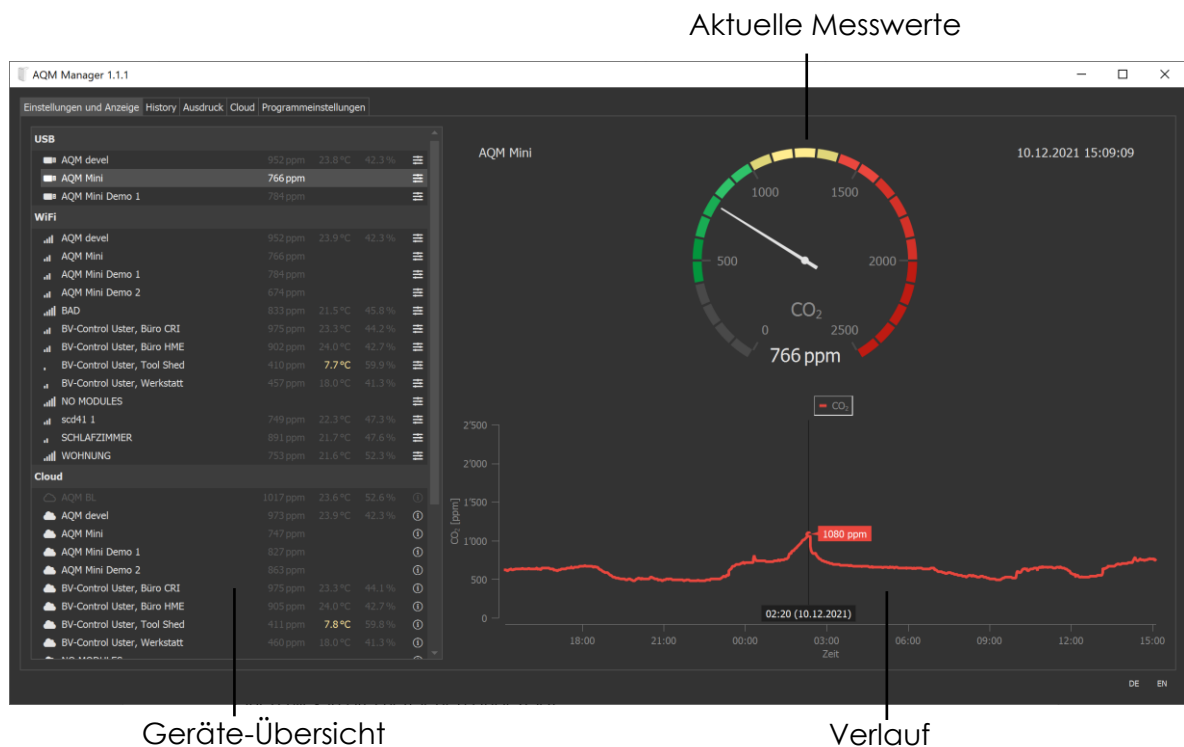 Aktuelle Messwerte
AQM Manager 1.1.1
Einstellungen und Anzeige History Ausdruck Cloud Programmeinstellungen
USB
AQM devel 952 ppm 23.8 °C 42.3 %
AQM Mini 766 ppm
AQM Mini Demo 1 784 ppm
WiFi
AQM devel 952 ppm 23.9 °C 42.3 %
AQM Mini 766 ppm
AQM Mini Demo 1 784 ppm
AQM Mini Demo 2 674 ppm
BAD 833 ppm 21.5 °C 45.8 %
BV-Control Uster, Büro CRI 975 ppm 23.3 °C 44.2 %
BV-Control Uster, Büro HME 902 ppm 24.0 °C 42.7 %
BV-Control Uster, Tool Shed 410 ppm 7.7 °C 59.9 %
BV-Control Uster, Werkstatt 457 ppm 18.0 °C 41.3 %
NO MODULES
scd41 1 749 ppm 22.3 °C 47.3 %
SCHLAFZIMMER 891 ppm 21.7 °C 47.6 %
WOHNUNG 753 ppm 21.6 °C 52.3 %
Cloud
AQM BL 1017 ppm 23.6 °C 52.6 %
AQM devel 973 ppm 23.9 °C 42.3 %
AQM Mini 747 ppm
AQM Mini Demo 1 827 ppm
AQM Mini Demo 2 863 ppm
BV-Control Uster, Büro CRI 975 ppm 23.3 °C 44.1 %
BV-Control Uster, Büro HME 905 ppm 24.0 °C 42.7 %
BV-Control Uster, Tool Shed 411 ppm 7.8 °C 59.8 %
BV-Control Uster, Werkstatt 460 ppm 18.0 °C 41.3 %
AQM Mini
10.12.2021 15:09:09
1000 1500
500 2000
CO₂
0 2500
766 ppm
CO₂
2'500
2'000
1'500
1'000
500
0
CO₂ [ppm]
1080 ppm
02:20 (10.12.2021)
18:00 21:00 00:00 03:00 06:00 09:00 12:00 15:00
Zeit
DE EN
Geräte-Übersicht
Verlauf